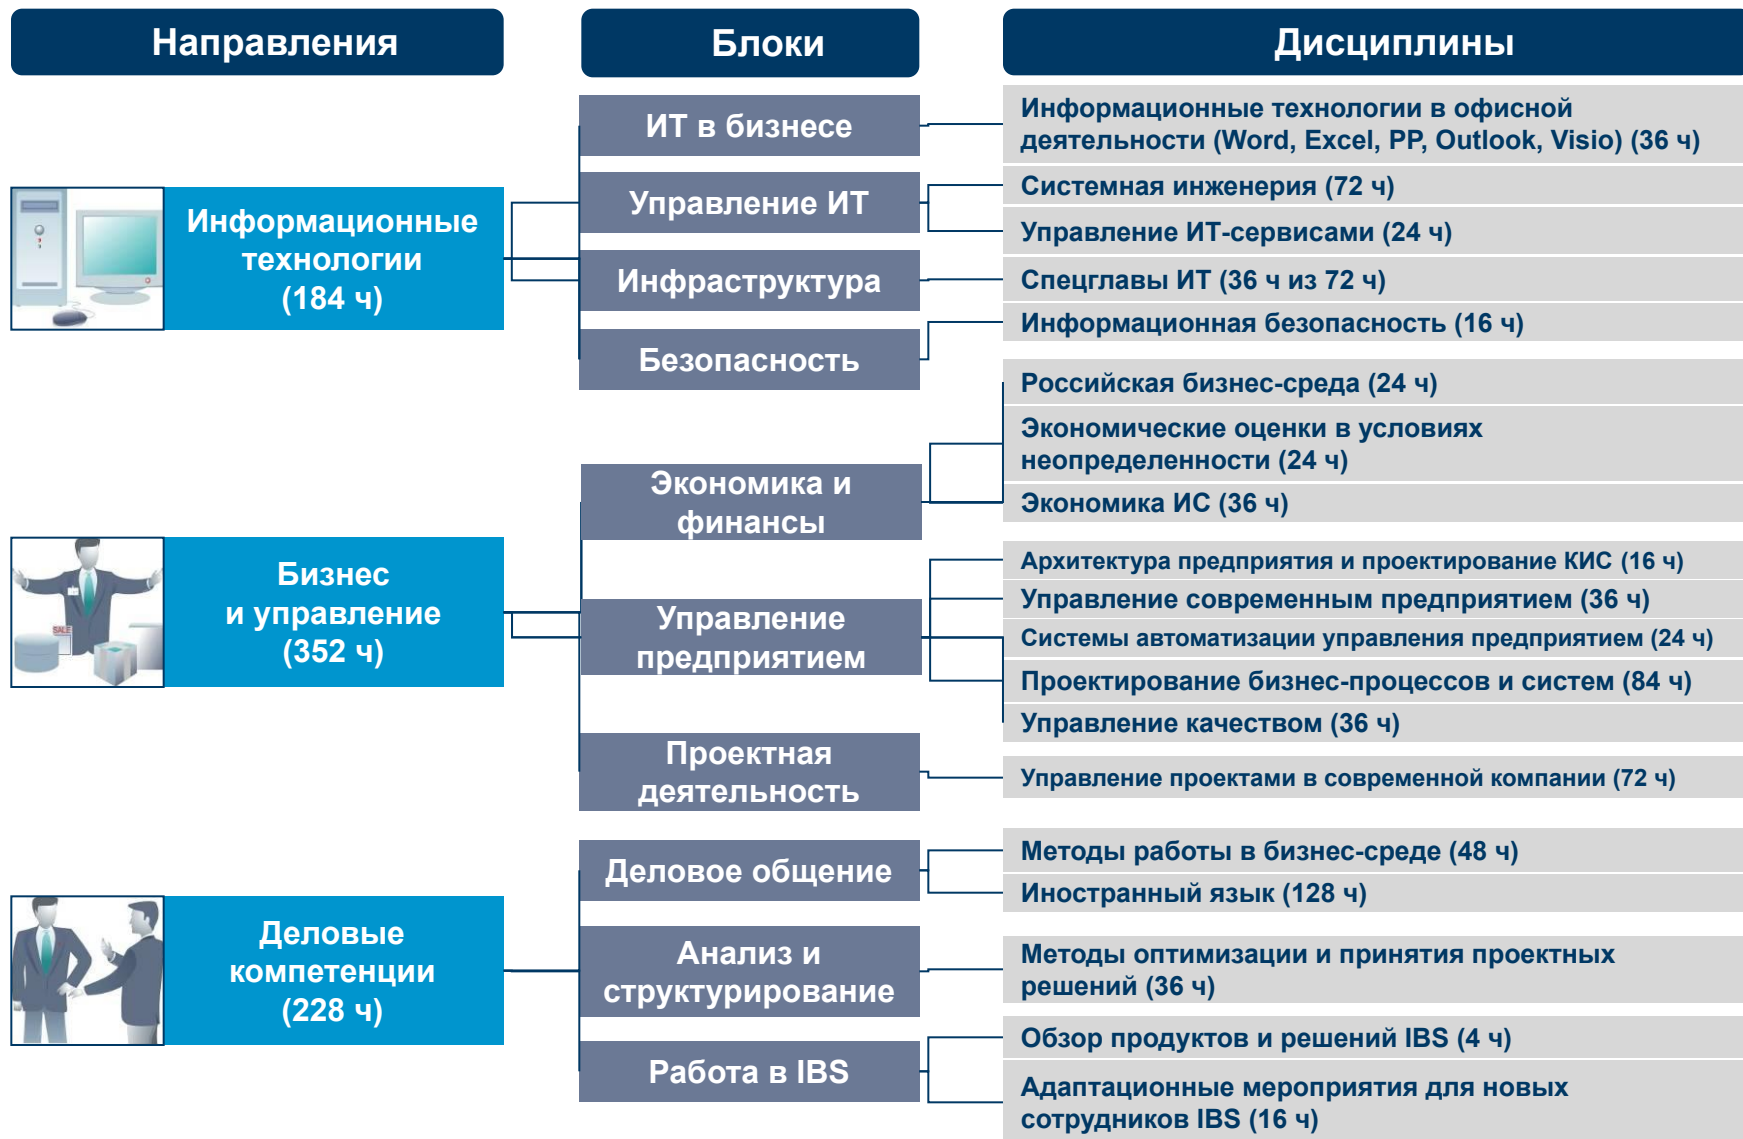 Направления
Блоки
Дисциплины
Информационные
технологии
(184 ч)
ИТ в бизнесе
Информационные технологии в офисной
деятельности (Word, Excel, PP, Outlook, Visio) (36 ч)
Управление ИТ
Системная инженерия (72 ч)
Управление ИТ-сервисами (24 ч)
Инфраструктура
Спецглавы ИТ (36 ч из 72 ч)
Безопасность
Информационная безопасность (16 ч)
SALE
Бизнес
и управление
(352 ч)
Экономика и
финансы
Российская бизнес-среда (24 ч)
Экономические оценки в условиях
неопределенности (24 ч)
Экономика ИС (36 ч)
Управление
предприятием
Архитектура предприятия и проектирование КИС (16 ч)
Управление современным предприятием (36 ч)
Системы автоматизации управления предприятием (24 ч)
Проектирование бизнес-процессов и систем (84 ч)
Управление качеством (36 ч)
Проектная
деятельность
Управление проектами в современной компании (72 ч)
Деловые
компетенции
(228 ч)
Деловое общение
Методы работы в бизнес-среде (48 ч)
Иностранный язык (128 ч)
Анализ и
структурирование
Методы оптимизации и принятия проектных
решений (36 ч)
Работа в IBS
Обзор продуктов и решений IBS (4 ч)
Адаптационные мероприятия для новых
сотрудников IBS (16 ч)